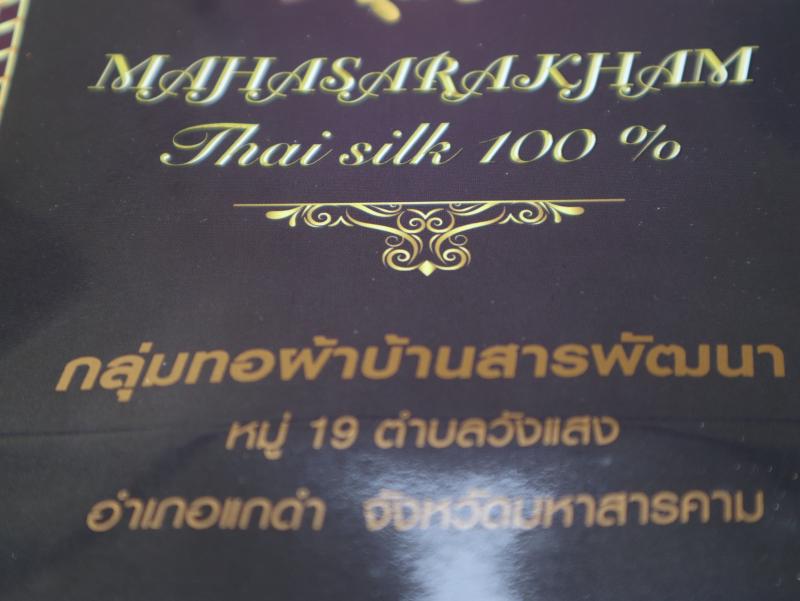 MAHASARAKHAM
Thai silk 100 %
กลุ่มทอผ้าบ้านสารพัฒนา
หมู่ 19 ตำบลวังแสง
อำเภอแกดำ จังหวัดมหาสารคาม